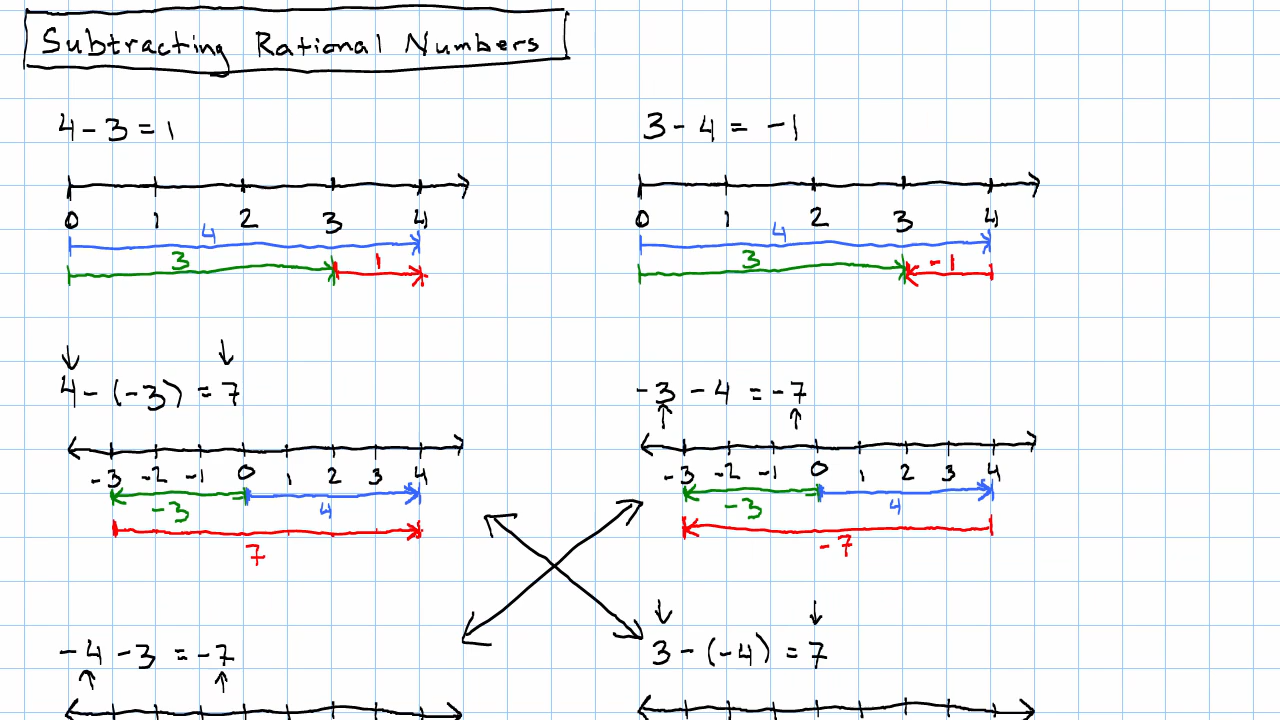 Subtracting Rational Numbers
4 - 3 = 1
0 1 2 3 4
4
3 1
3 - 4 = -1
0 1 2 3 4
4
3 -1
4 - (-3) = 7
-3 -2 -1 0 1 2 3 4
-3 4
7
-3 - 4 = -7
-3 -2 -1 0 1 2 3 4
-3 4
-7
-4 - 3 = -7
3 - (-4) = 7